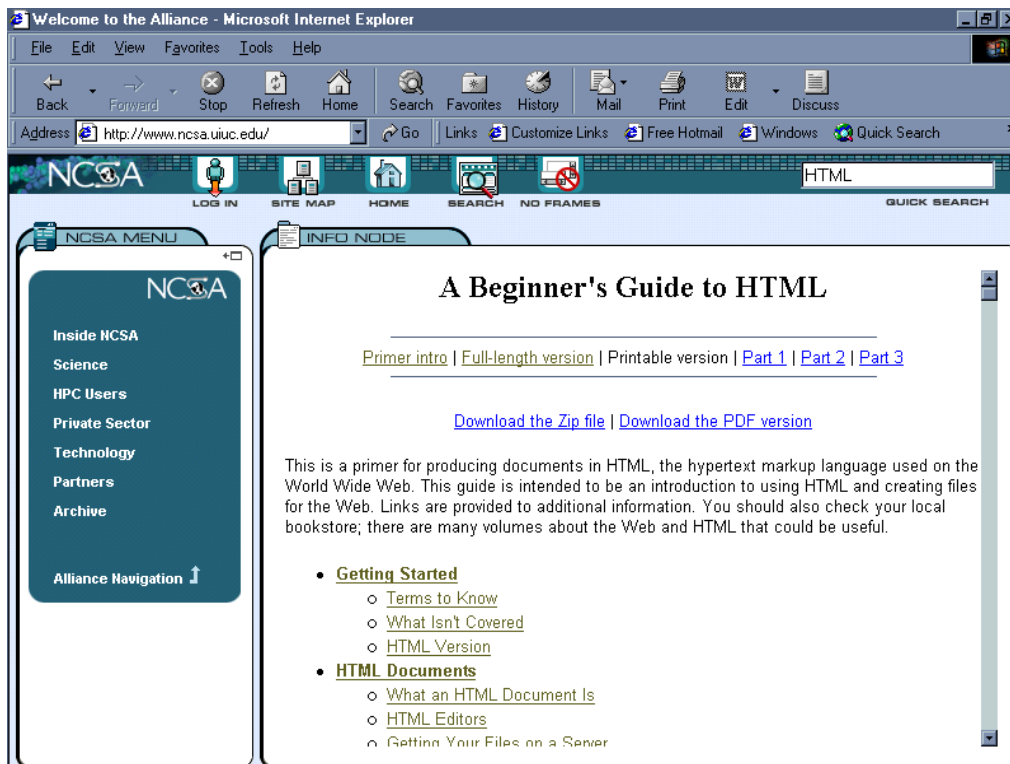 Welcome to the Alliance - Microsoft Internet Explorer
File Edit View Favorites Tools Help
Back Forward Stop Refresh Home Search Favorites History Mail Print Edit Discuss
Address http://www.ncsa.uiuc.edu/ Go Links Customize Links Free Hotmail Windows Quick Search
NCSA HTML
LOG IN SITE MAP HOME SEARCH NO FRAMES QUICK SEARCH
NCSA MENU
INFO NODE
NCSA
Inside NCSA
Science
HPC Users
Private Sector
Technology
Partners
Archive
Alliance Navigation
A Beginner's Guide to HTML
Primer intro | Full-length version | Printable version | Part 1 | Part 2 | Part 3
Download the Zip file | Download the PDF version
This is a primer for producing documents in HTML, the hypertext markup language used on the
World Wide Web. This guide is intended to be an introduction to using HTML and creating files
for the Web. Links are provided to additional information. You should also check your local
bookstore; there are many volumes about the Web and HTML that could be useful.
Getting Started
Terms to Know
What Isn't Covered
HTML Version
HTML Documents
What an HTML Document Is
HTML Editors
Getting Your Files on a Server